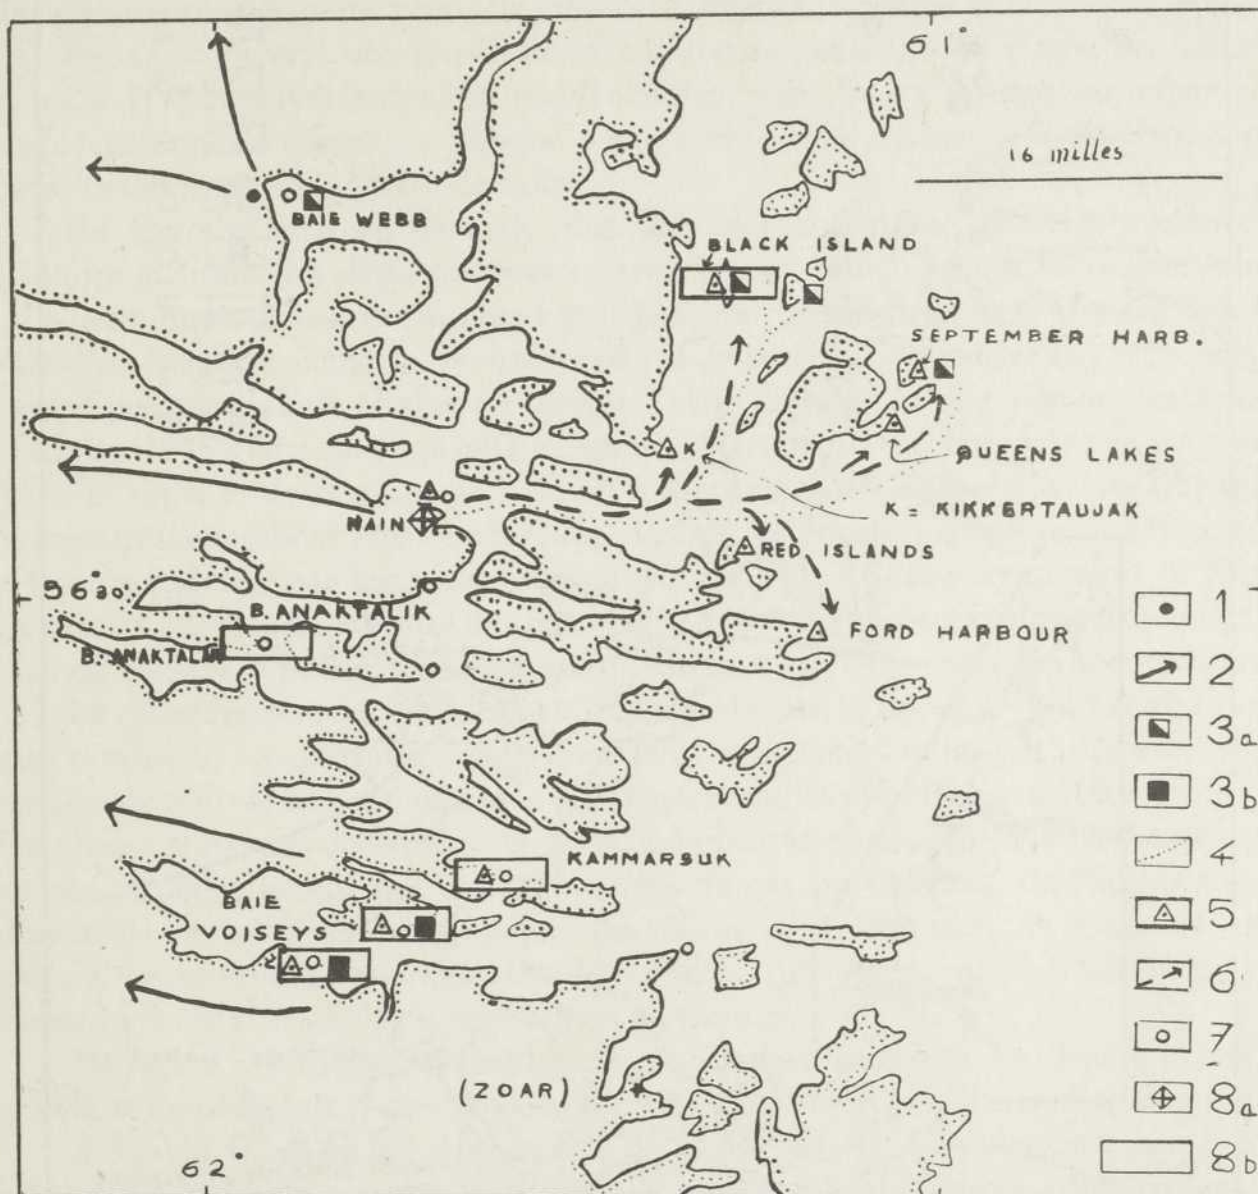 61°
16 milles
BAIE WEBB
BLACK ISLAND
SEPTEMBER HARB.
K
QUEENS LAKES
NAIN
K = KIKKERTAUJAK
RED ISLANDS
56°30'
B. ANAKTALIK
FORD HARBOUR
B. ANAKTALAK
KAMMARSUK
BAIE
VOISEYS
(ZOAR)
62°
1
2
3a
3b
4
5
6
7
8a
8b